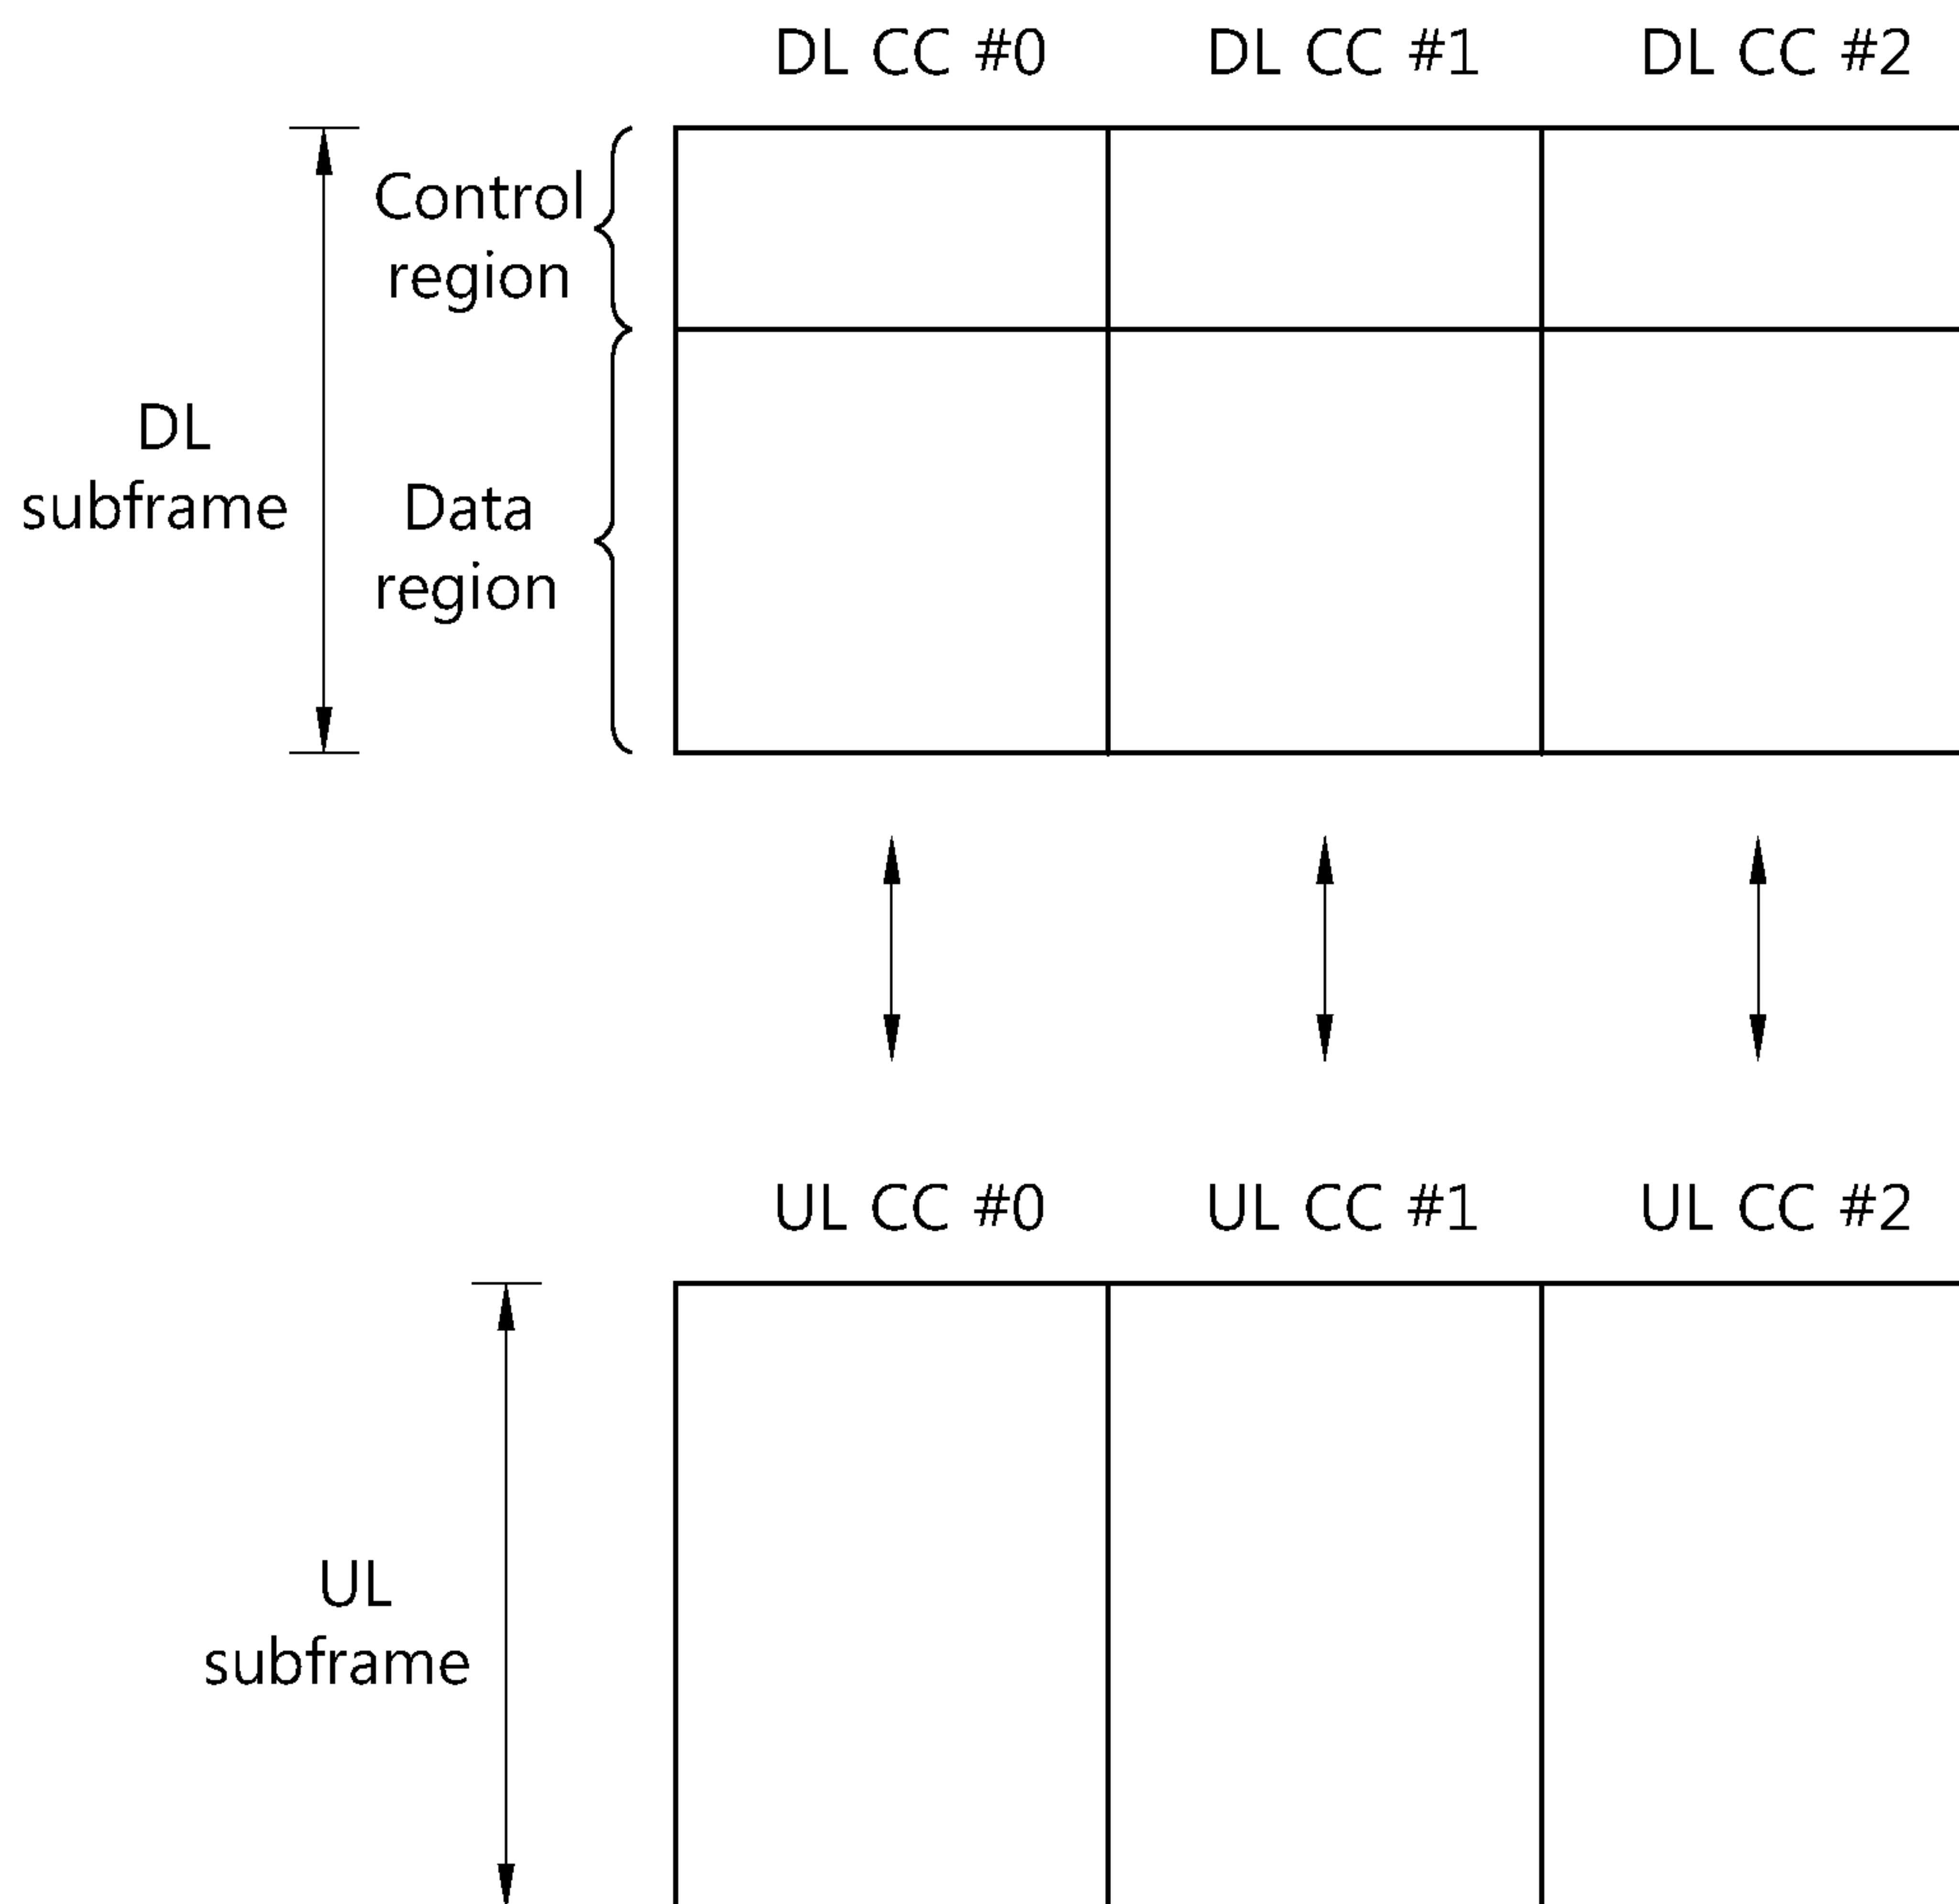 DL CC #0 DL CC #1 DL CC #2
Control
region
DL
subframe
Data
region
UL CC #0 UL CC #1 UL CC #2
UL
subframe